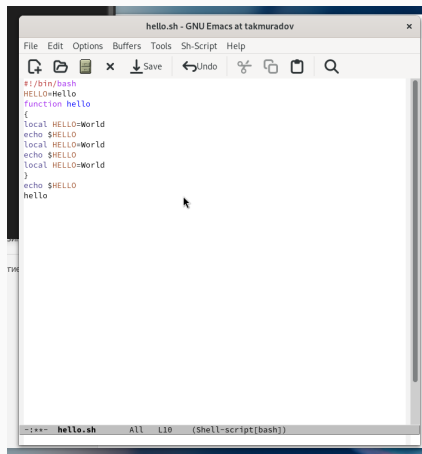 hello.sh - GNU Emacs at takmuradov ×
File Edit Options Buffers Tools Sh-Script Help
Save Undo
#!/bin/bash
HELLO=Hello
function hello
{
local HELLO=World
echo $HELLO
local HELLO=World
echo $HELLO
local HELLO=World
}
echo $HELLO
hello
-:**- hello.sh All L10 (Shell-script[bash])